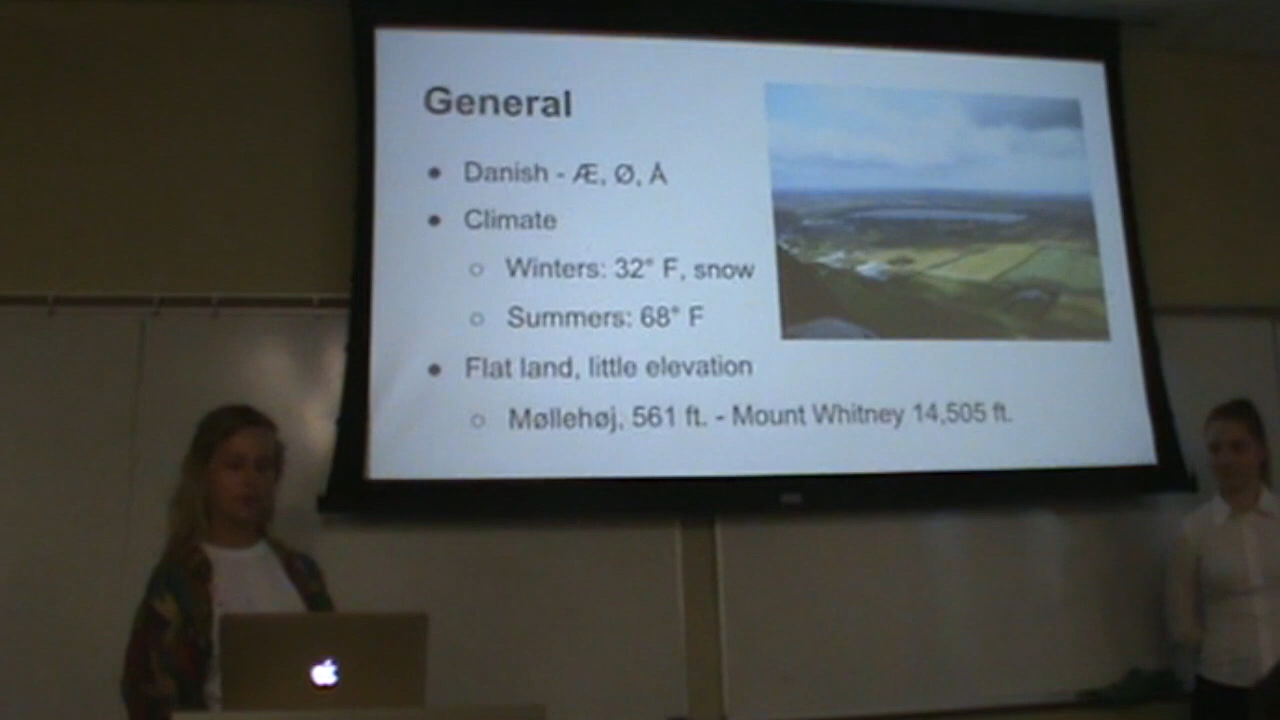 General
Danish - Æ, Ø, Å
Climate
Winters: 32° F, snow
Summers: 68° F
Flat land, little elevation
Møllehøj, 561 ft. - Mount Whitney 14,505 ft.